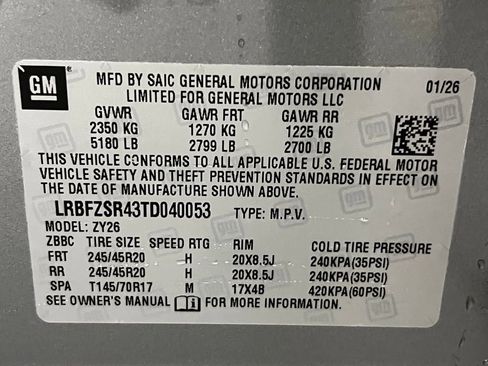 GM
MFD BY SAIC GENERAL MOTORS CORPORATION 01/26
LIMITED FOR GENERAL MOTORS LLC
GVWR GAWR FRT GAWR RR
2350 KG 1270 KG 1225 KG
5180 LB 2799 LB 2700 LB
THIS VEHICLE CONFORMS TO ALL APPLICABLE U.S. FEDERAL MOTOR
VEHICLE SAFETY AND THEFT PREVENTION STANDARDS IN EFFECT ON
THE DATE OF MANUFACTURE SHOWN ABOVE.
LRBFZSR43TD040053 TYPE: M.P.V.
MODEL: ZY26
ZBBC TIRE SIZE SPEED RTG RIM COLD TIRE PRESSURE
FRT 245/45R20 H 20X8.5J 240KPA(35PSI)
RR 245/45R20 H 20X8.5J 240KPA(35PSI)
SPA T145/70R17 M 17X4B 420KPA(60PSI)
SEE OWNER'S MANUAL FOR MORE INFORMATION.